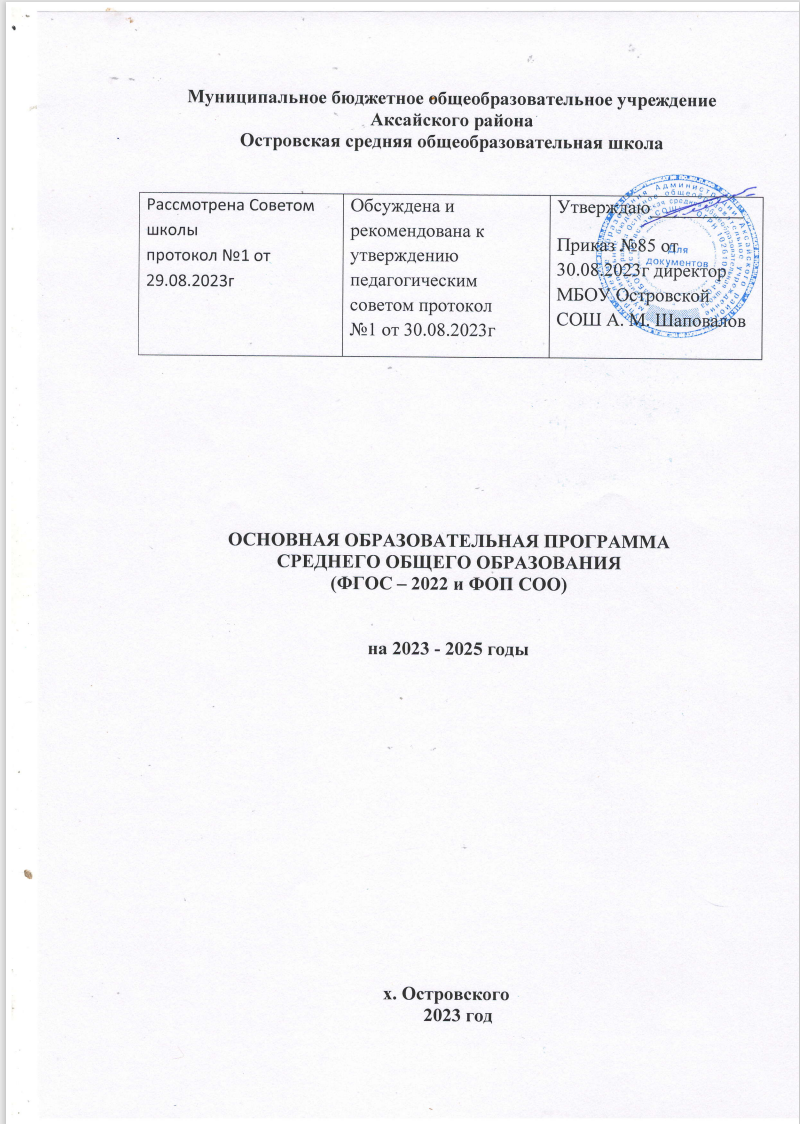 Муниципальное бюджетное общеобразовательное учреждение
Аксайского района
Островская средняя общеобразовательная школа
Рассмотрена Советом
школы
протокол №1 от
29.08.2023г
Обсуждена и
рекомендована к
утверждению
педагогическим
советом протокол
№1 от 30.08.2023г
Утверждаю
Приказ №85 от
30.08.2023г директор
МБОУ Островской
СОШ А. М. Шаповалов
Для
документов
ОСНОВНАЯ ОБРАЗОВАТЕЛЬНАЯ ПРОГРАММА
СРЕДНЕГО ОБЩЕГО ОБРАЗОВАНИЯ
(ФГОС – 2022 и ФОП СОО)
на 2023 - 2025 годы
х. Островского
2023 год